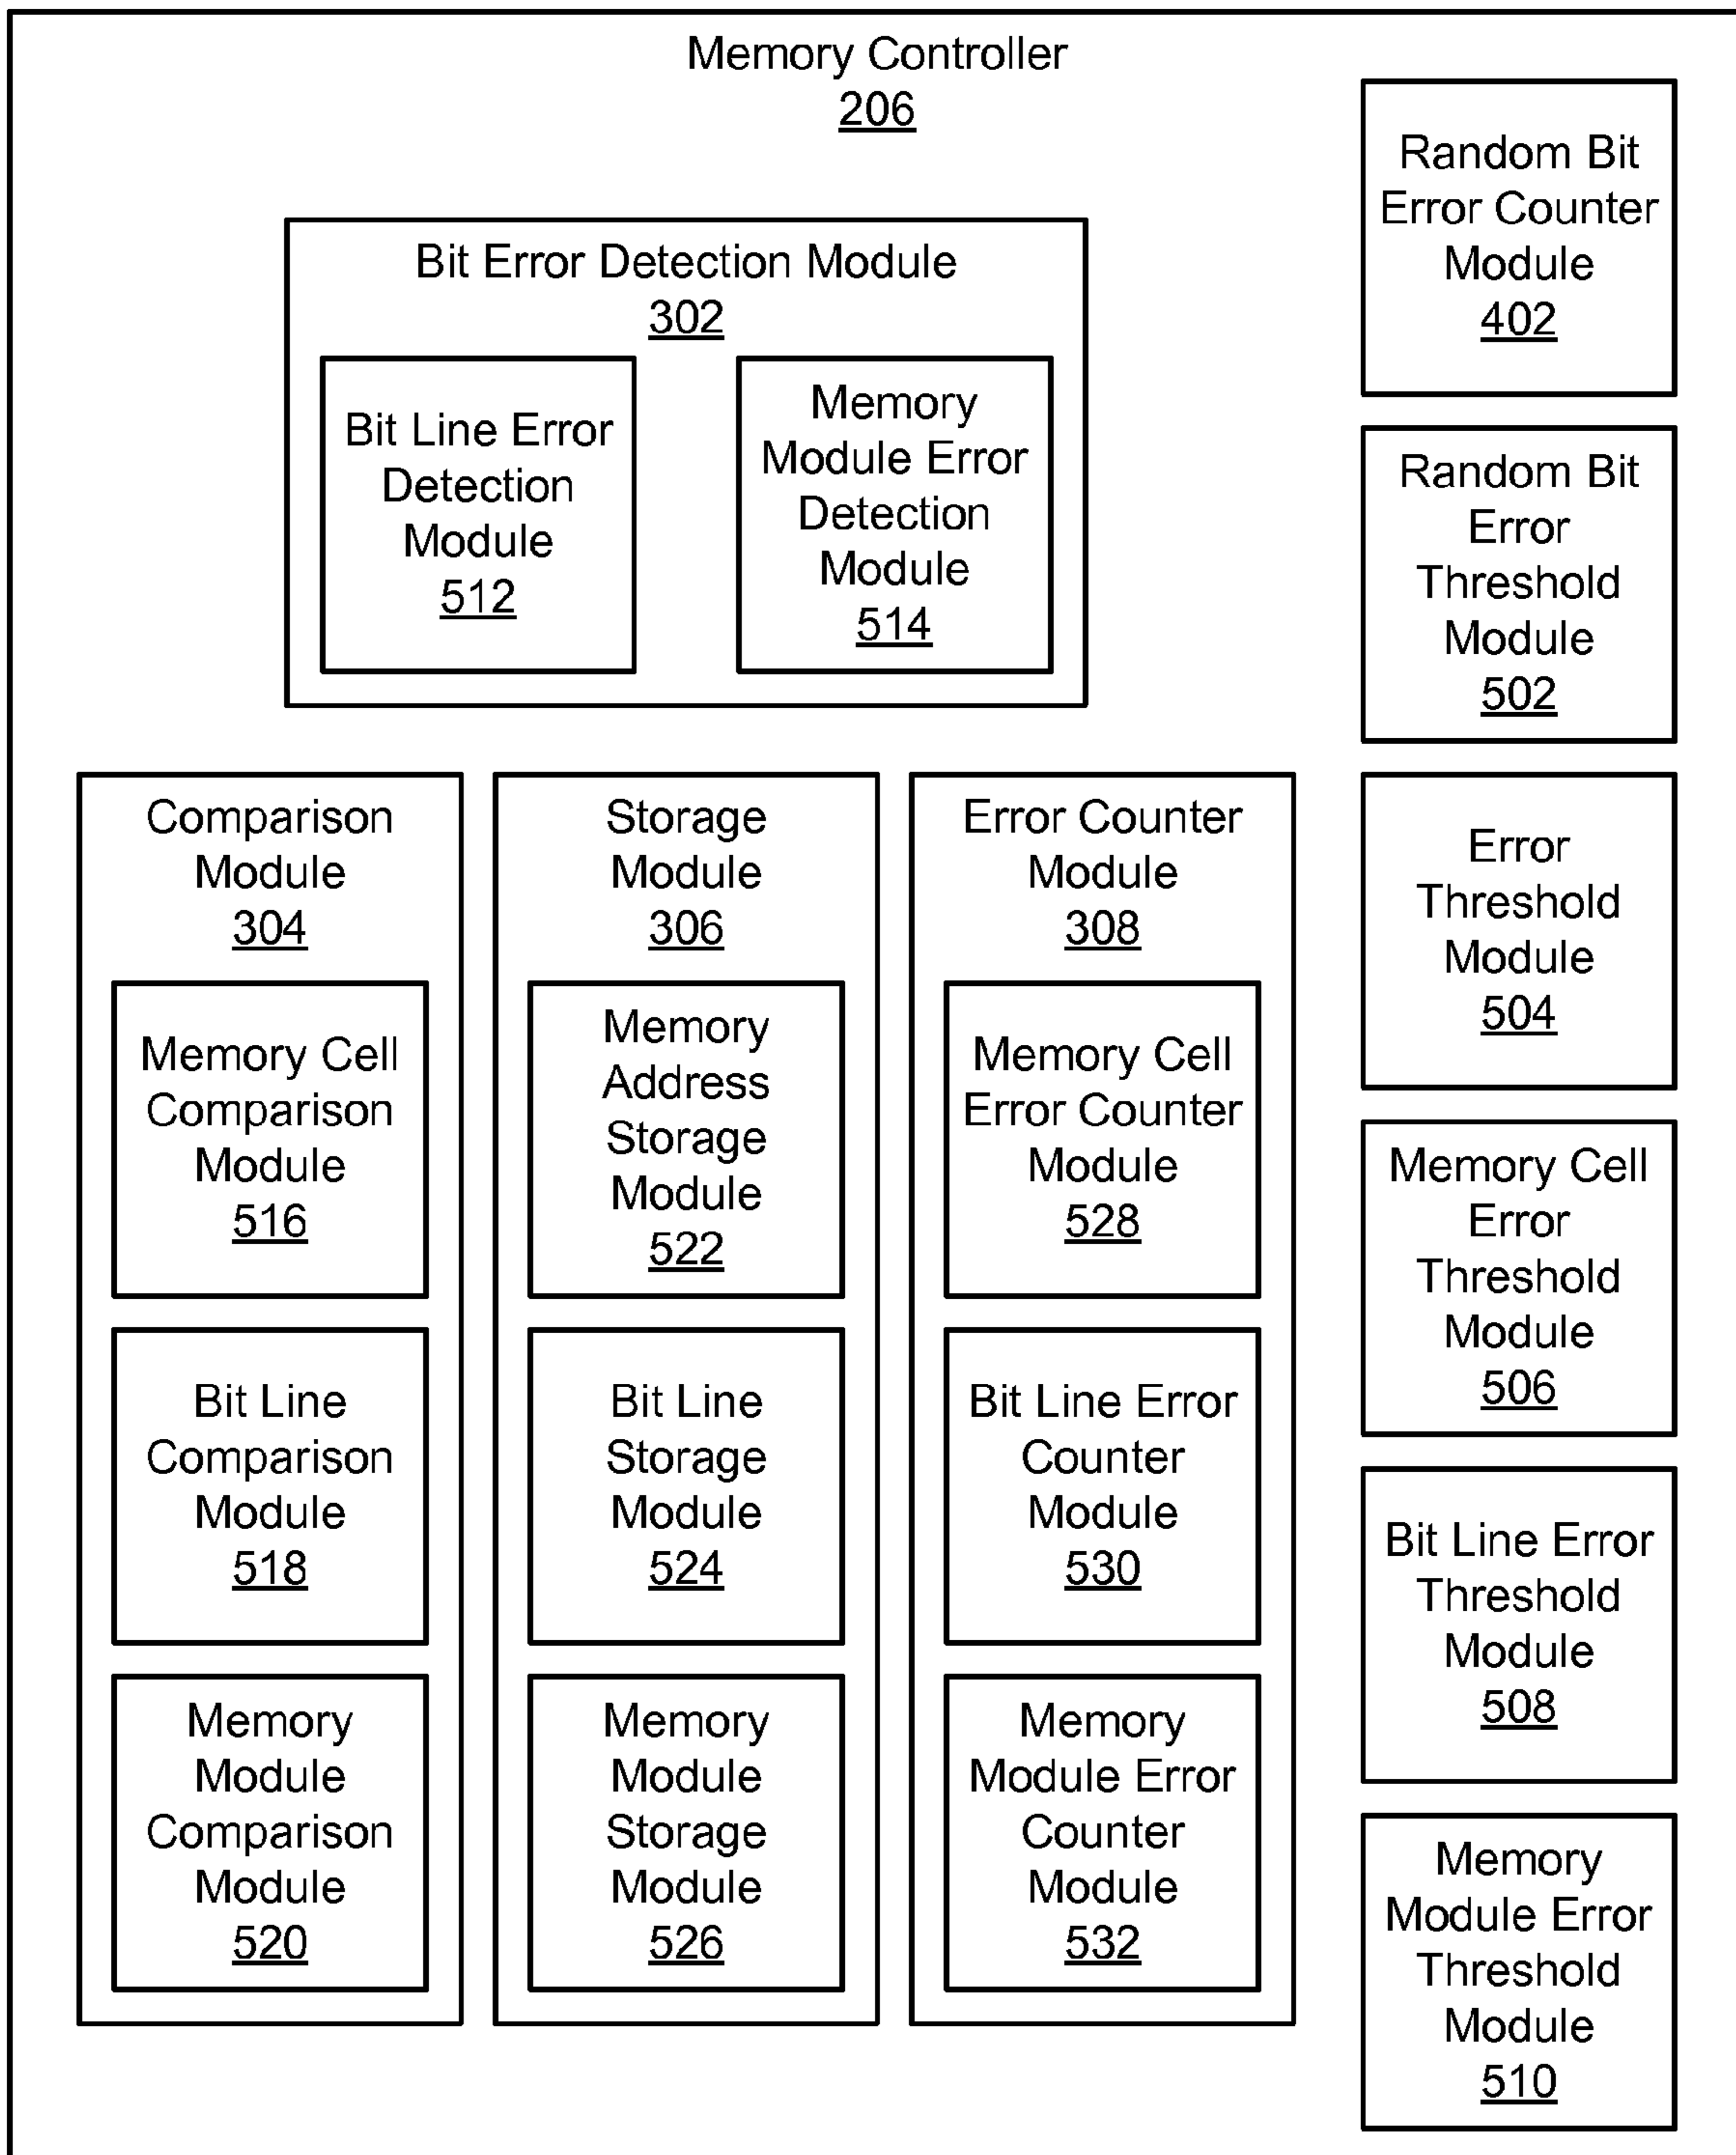 Memory Controller
206
Bit Error Detection Module
302
Bit Line Error
Detection
Module
512
Memory
Module Error
Detection
Module
514
Comparison
Module
304
Memory Cell
Comparison
Module
516
Bit Line
Comparison
Module
518
Memory
Module
Comparison
Module
520
Storage
Module
306
Memory
Address
Storage
Module
522
Bit Line
Storage
Module
524
Memory
Module
Storage
Module
526
Error Counter
Module
308
Memory Cell
Error Counter
Module
528
Bit Line Error
Counter
Module
530
Memory
Module Error
Counter
Module
532
Random Bit
Error Counter
Module
402
Random Bit
Error
Threshold
Module
502
Error
Threshold
Module
504
Memory Cell
Error
Threshold
Module
506
Bit Line Error
Threshold
Module
508
Memory
Module Error
Threshold
Module
510